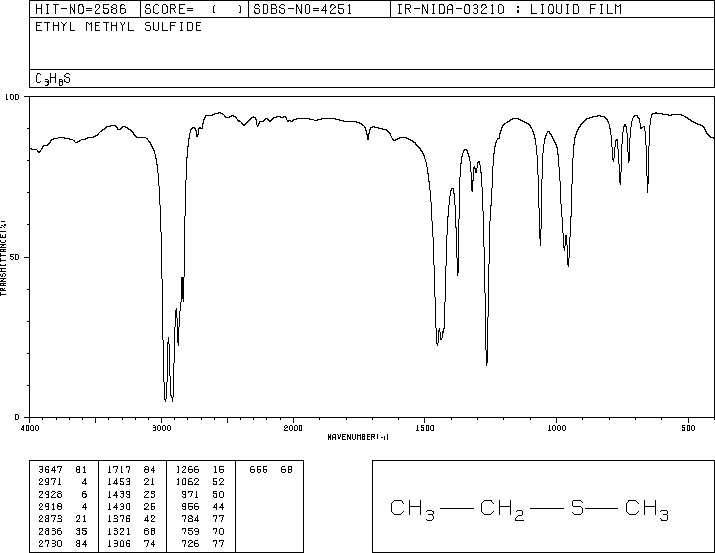 HIT-NO=2586 SCORE= ( ) SDBS-NO=4251 IR-NIDA-03210 : LIQUID FILM
ETHYL METHYL SULFIDE
C3H8S
100
50
0
TRANSMITTANCE(%)
4000 3000 2000 1500 1000 500
WAVENUMBER(-1)
3647 81 1717 84 1266 15 656 68
2971 4 1453 21 1062 52
2928 6 1439 23 971 50
2918 4 1430 26 956 44
2873 21 1376 42 784 77
2836 35 1321 68 759 70
2730 84 1306 74 726 77
CH3 CH2 S CH3